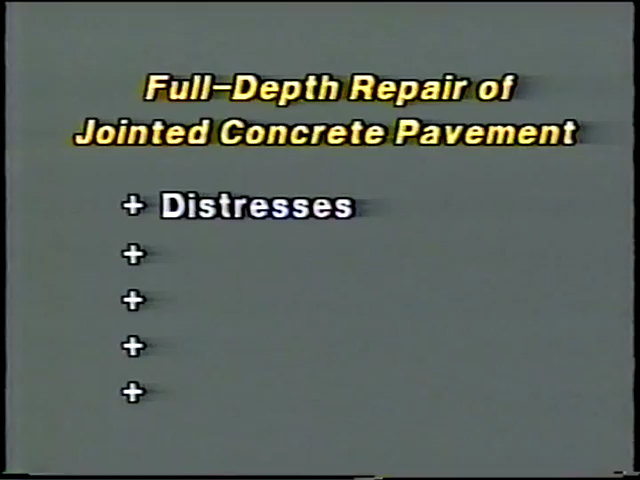 Full-Depth Repair of
Jointed Concrete Pavement
+ Distresses
+
+
+
+